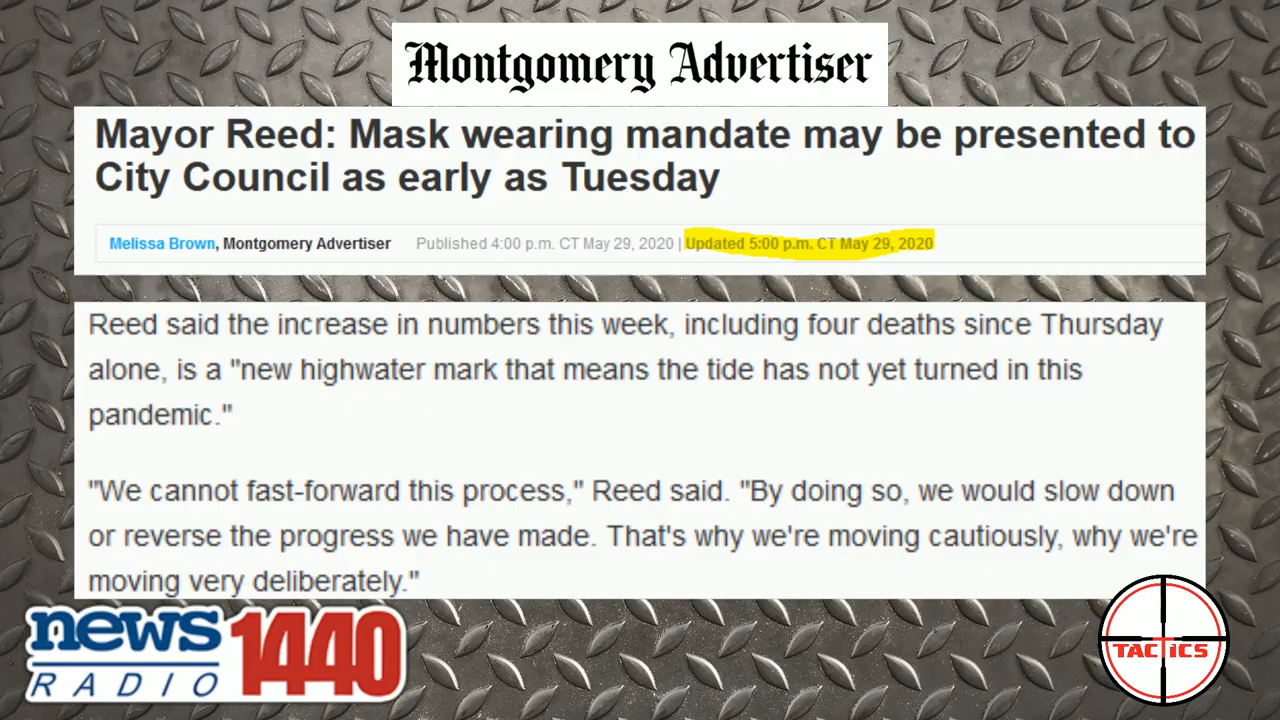 Montgomery Advertiser
Mayor Reed: Mask wearing mandate may be presented to
City Council as early as Tuesday
Melissa Brown, Montgomery Advertiser Published 4:00 p.m. CT May 29, 2020 | Updated 5:00 p.m. CT May 29, 2020
Reed said the increase in numbers this week, including four deaths since Thursday
alone, is a "new highwater mark that means the tide has not yet turned in this
pandemic."
"We cannot fast-forward this process," Reed said. "By doing so, we would slow down
or reverse the progress we have made. That's why we're moving cautiously, why we're
moving very deliberately."
news 1440
RADIO
TACTICS